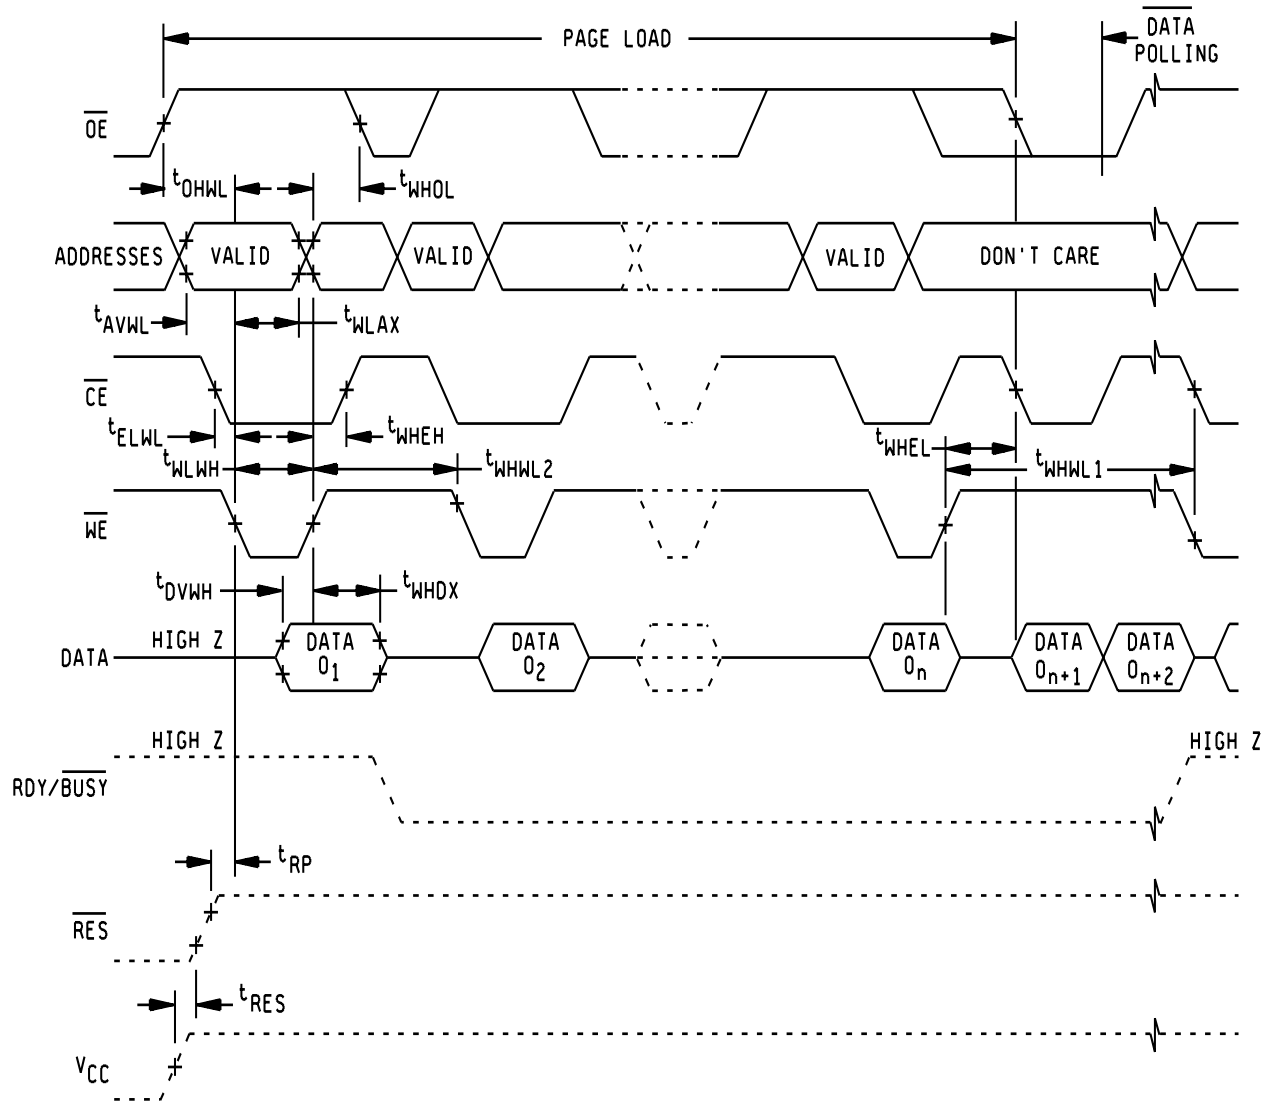 PAGE LOAD
DATA
POLLING
OE
tOHWL
tWHOL
ADDRESSES
VALID
VALID
VALID
DON'T CARE
tAVWL
tWLAX
CE
tELWL
tWHEH
tWHEL
tWLWH
tWHWL2
tWHWL1
WE
tDVWH
tWHDX
DATA
HIGH Z
DATA
O1
DATA
O2
DATA
On
DATA
On+1
DATA
On+2
HIGH Z
HIGH Z
RDY/BUSY
tRP
RES
tRES
VCC